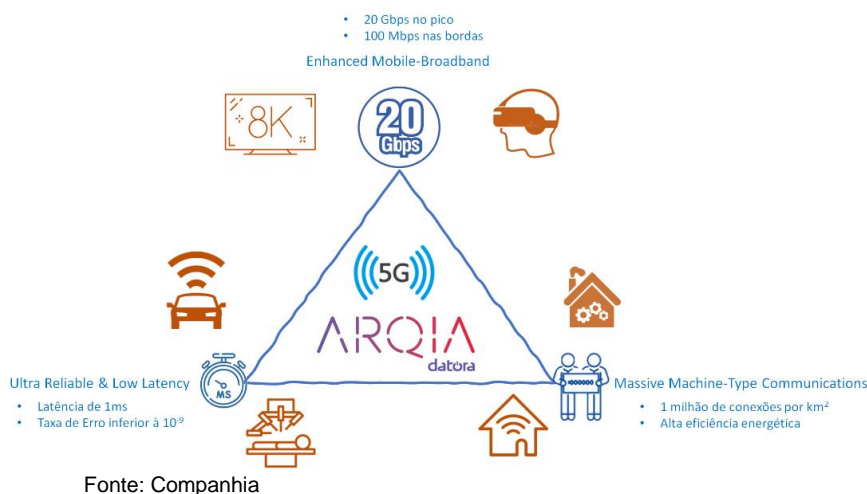 • 20 Gbps no pico
• 100 Mbps nas bordas
Enhanced Mobile-Broadband
8K
20
Gbps
5G
ARQIA
datora
MS
Ultra Reliable & Low Latency
• Latência de 1ms
• Taxa de Erro inferior à 10⁻⁹
Massive Machine-Type Communications
• 1 milhão de conexões por km²
• Alta eficiência energética
Fonte: Companhia